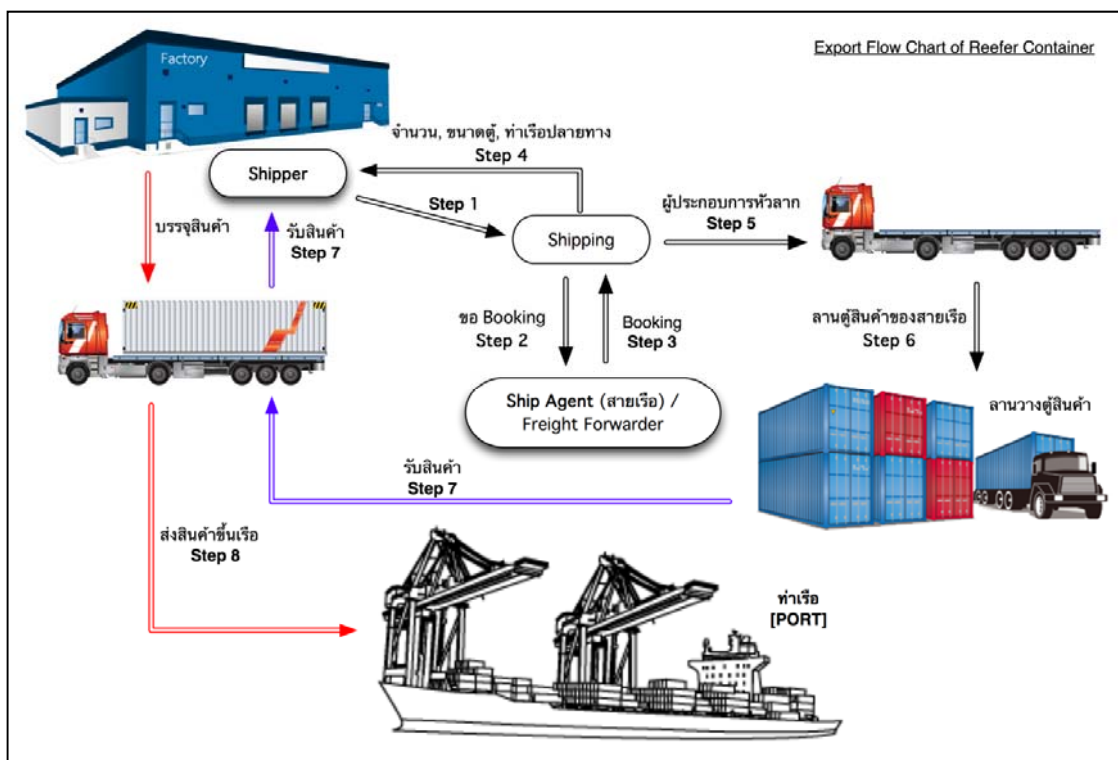 Export Flow Chart of Reefer Container
Factory
จำนวน, ขนาดตู้, ท่าเรือปลายทาง
Step 4
Shipper
Step 1
ผู้ประกอบการหัวลาก
Step 5
บรรจุสินค้า
รับสินค้า
Step 7
Shipping
ขอ Booking
Step 2
Booking
Step 3
ลานตู้สินค้าของสายเรือ
Step 6
Ship Agent (สายเรือ) /
Freight Forwarder
ลานวางตู้สินค้า
รับสินค้า
Step 7
ส่งสินค้าขึ้นเรือ
Step 8
ท่าเรือ
[PORT]